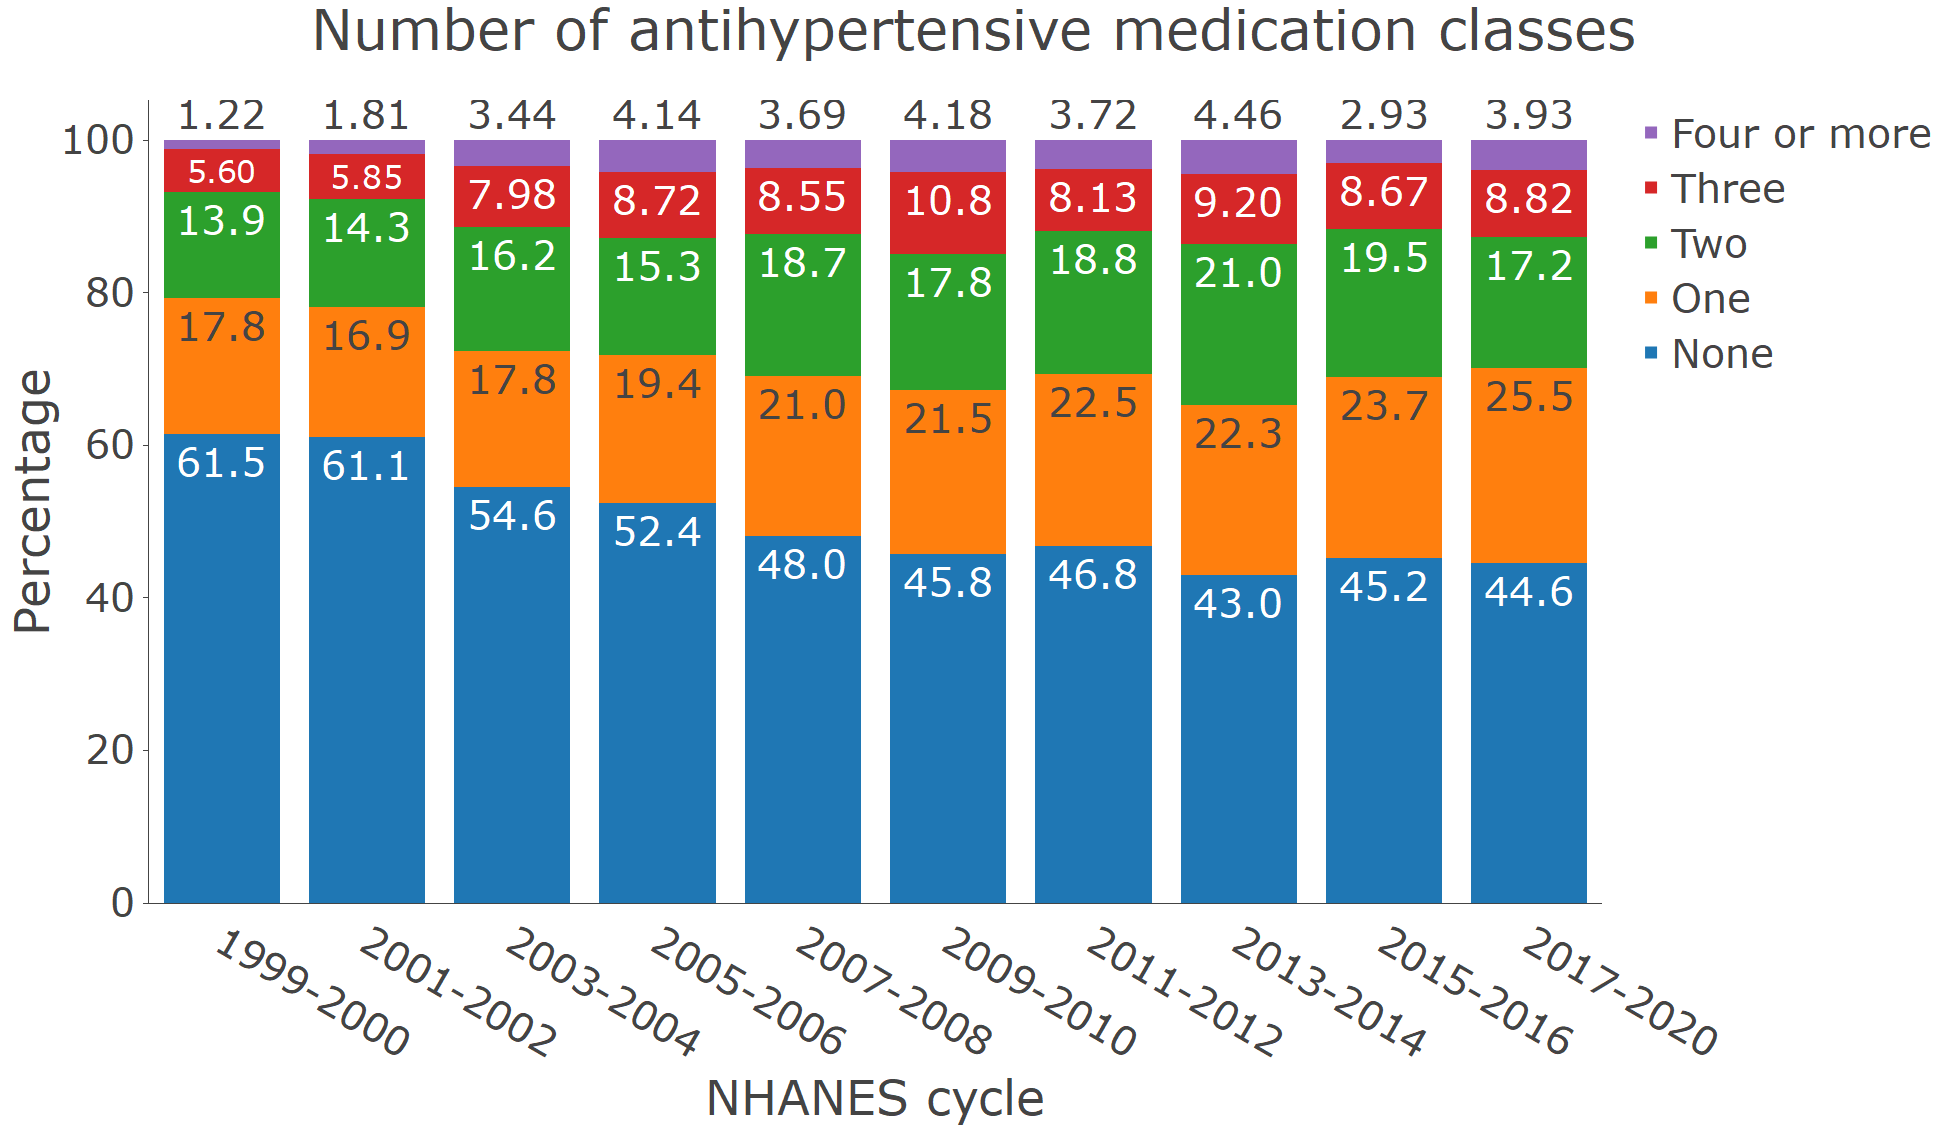 Number of antihypertensive medication classes
1.22 1.81 3.44 4.14 3.69 4.18 3.72 4.46 2.93 3.93
5.60 5.85 7.98 8.72 8.55 10.8 8.13 9.20 8.67 8.82
13.9 14.3 16.2 15.3 18.7 17.8 18.8 21.0 19.5 17.2
17.8 16.9 17.8 19.4 21.0 21.5 22.5 22.3 23.7 25.5
61.5 61.1 54.6 52.4 48.0 45.8 46.8 43.0 45.2 44.6
100
80
60
40
20
0
Percentage
1999-2000
2001-2002
2003-2004
2005-2006
2007-2008
2009-2010
2011-2012
2013-2014
2015-2016
2017-2020
NHANES cycle
Four or more
Three
Two
One
None